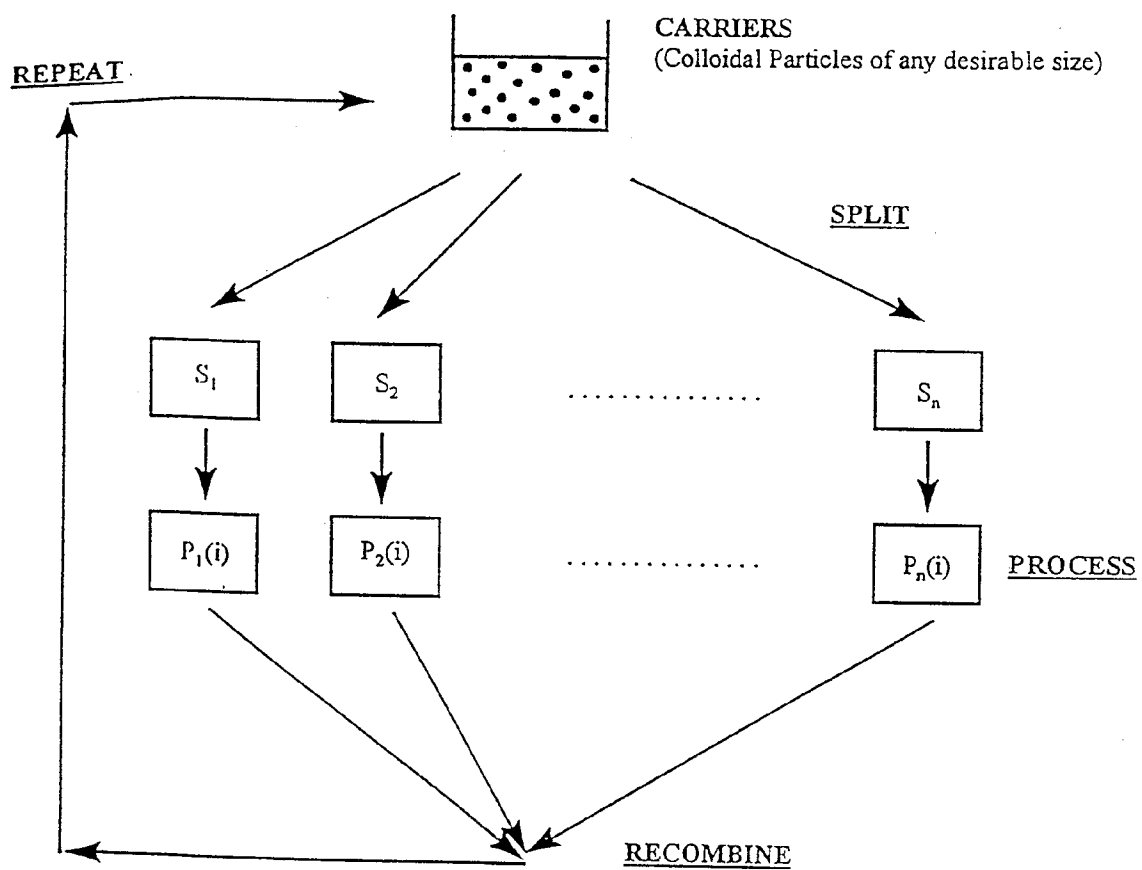 CARRIERS
(Colloidal Particles of any desirable size)
REPEAT
SPLIT
S₁ S₂ .............. Sₙ
P₁(i) P₂(i) .............. Pₙ(i) PROCESS
RECOMBINE